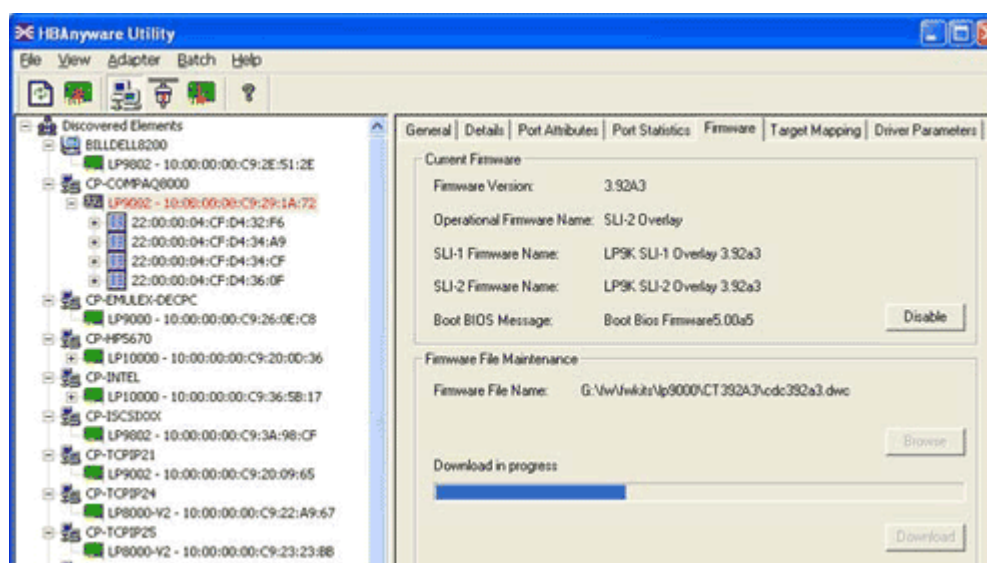 HBAnyware Utility
File View Adapter Batch Help
Discovered Elements
BILLDELL8200
LP9802 - 10:00:00:00:C9:2E:51:2E
CP-COMPAQ8000
LP9002 - 10:00:00:00:C9:29:1A:72
22:00:00:04:CF:D4:32:F6
22:00:00:04:CF:D4:34:A9
22:00:00:04:CF:D4:34:CF
22:00:00:04:CF:D4:36:0F
CP-EMULEX-DECPC
LP9000 - 10:00:00:00:C9:26:0E:C8
CP-HPS670
LP10000 - 10:00:00:00:C9:20:0D:36
CP-INTEL
LP10000 - 10:00:00:00:C9:36:5B:17
CP-ISCSIXXX
LP9802 - 10:00:00:00:C9:3A:98:CF
CP-TCPIP21
LP9002 - 10:00:00:00:C9:20:09:65
CP-TCPIP24
LP8000-V2 - 10:00:00:00:C9:22:A9:67
CP-TCPIP25
LP8000-V2 - 10:00:00:00:C9:23:23:BB
General Details Port Attributes Port Statistics Firmware Target Mapping Driver Parameters
Current Firmware
Firmware Version: 3.92A3
Operational Firmware Name: SLI-2 Overlay
SLI-1 Firmware Name: LP9K SLI-1 Overlay 3.92a3
SLI-2 Firmware Name: LP9K SLI-2 Overlay 3.92a3
Boot BIOS Message: Boot Bios Firmware5.00a5
Disable
Firmware File Maintenance
Firmware File Name: G:\fw\fwkits\lp9000\CT392A3\cdc392a3.dwc
Browse
Download in progress
Download